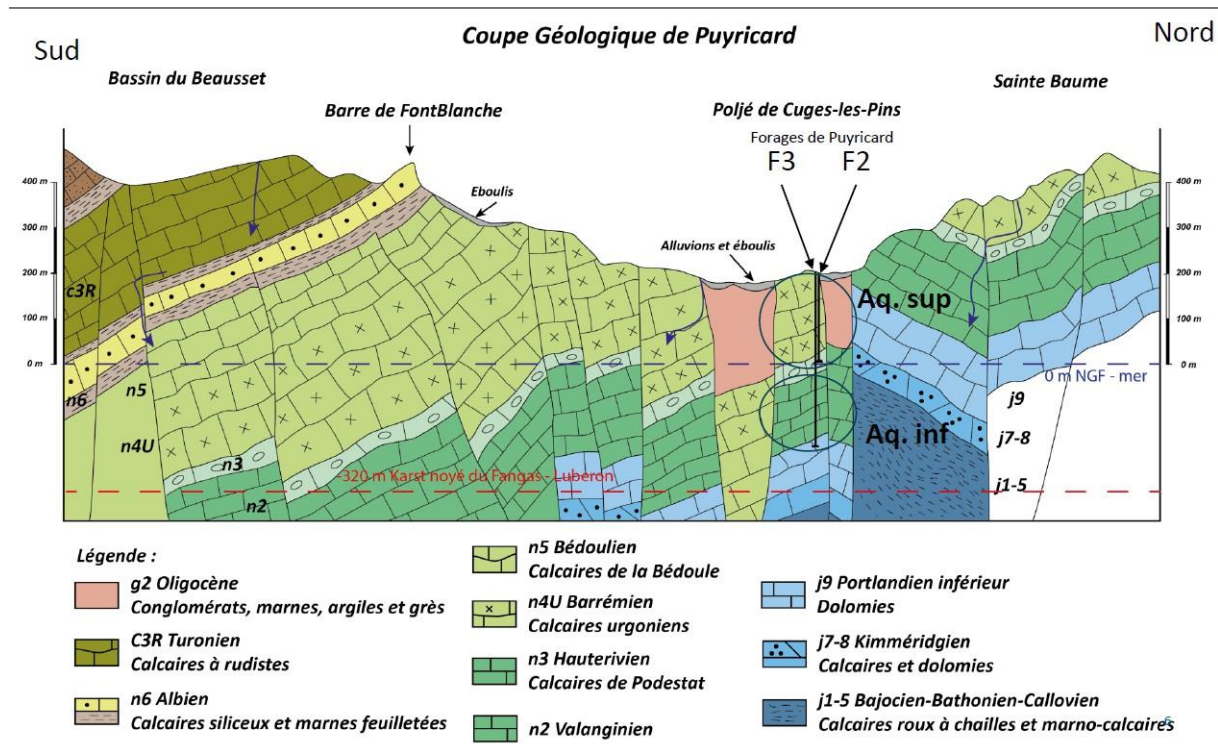 Sud
Coupe Géologique de Puyricard
Nord
Bassin du Beausset
Sainte Baume
Barre de FontBlanche
Poljé de Cuges-les-Pins
Forages de Puyricard
F3 F2
Eboulis
Alluvions et éboulis
400 m
300 m
200 m
100 m
0 m
400 m
300 m
200 m
100 m
0 m
c3R
Aq. sup
0 m NGF - mer
n6
n5
j9
n4U
Aq. inf
j7-8
n3
-320 m Karst noyé du Fangas - Luberon
j1-5
n2
Légende :
g2 Oligocène
Conglomérats, marnes, argiles et grès
C3R Turonien
Calcaires à rudistes
n6 Albien
Calcaires siliceux et marnes feuilletées
n5 Bédoulien
Calcaires de la Bédoule
n4U Barrémien
Calcaires urgoniens
n3 Hauterivien
Calcaires de Podestat
n2 Valanginien
j9 Portlandien inférieur
Dolomies
j7-8 Kimméridgien
Calcaires et dolomies
j1-5 Bajocien-Bathonien-Callovien
Calcaires roux à chailles et marno-calcaires
6